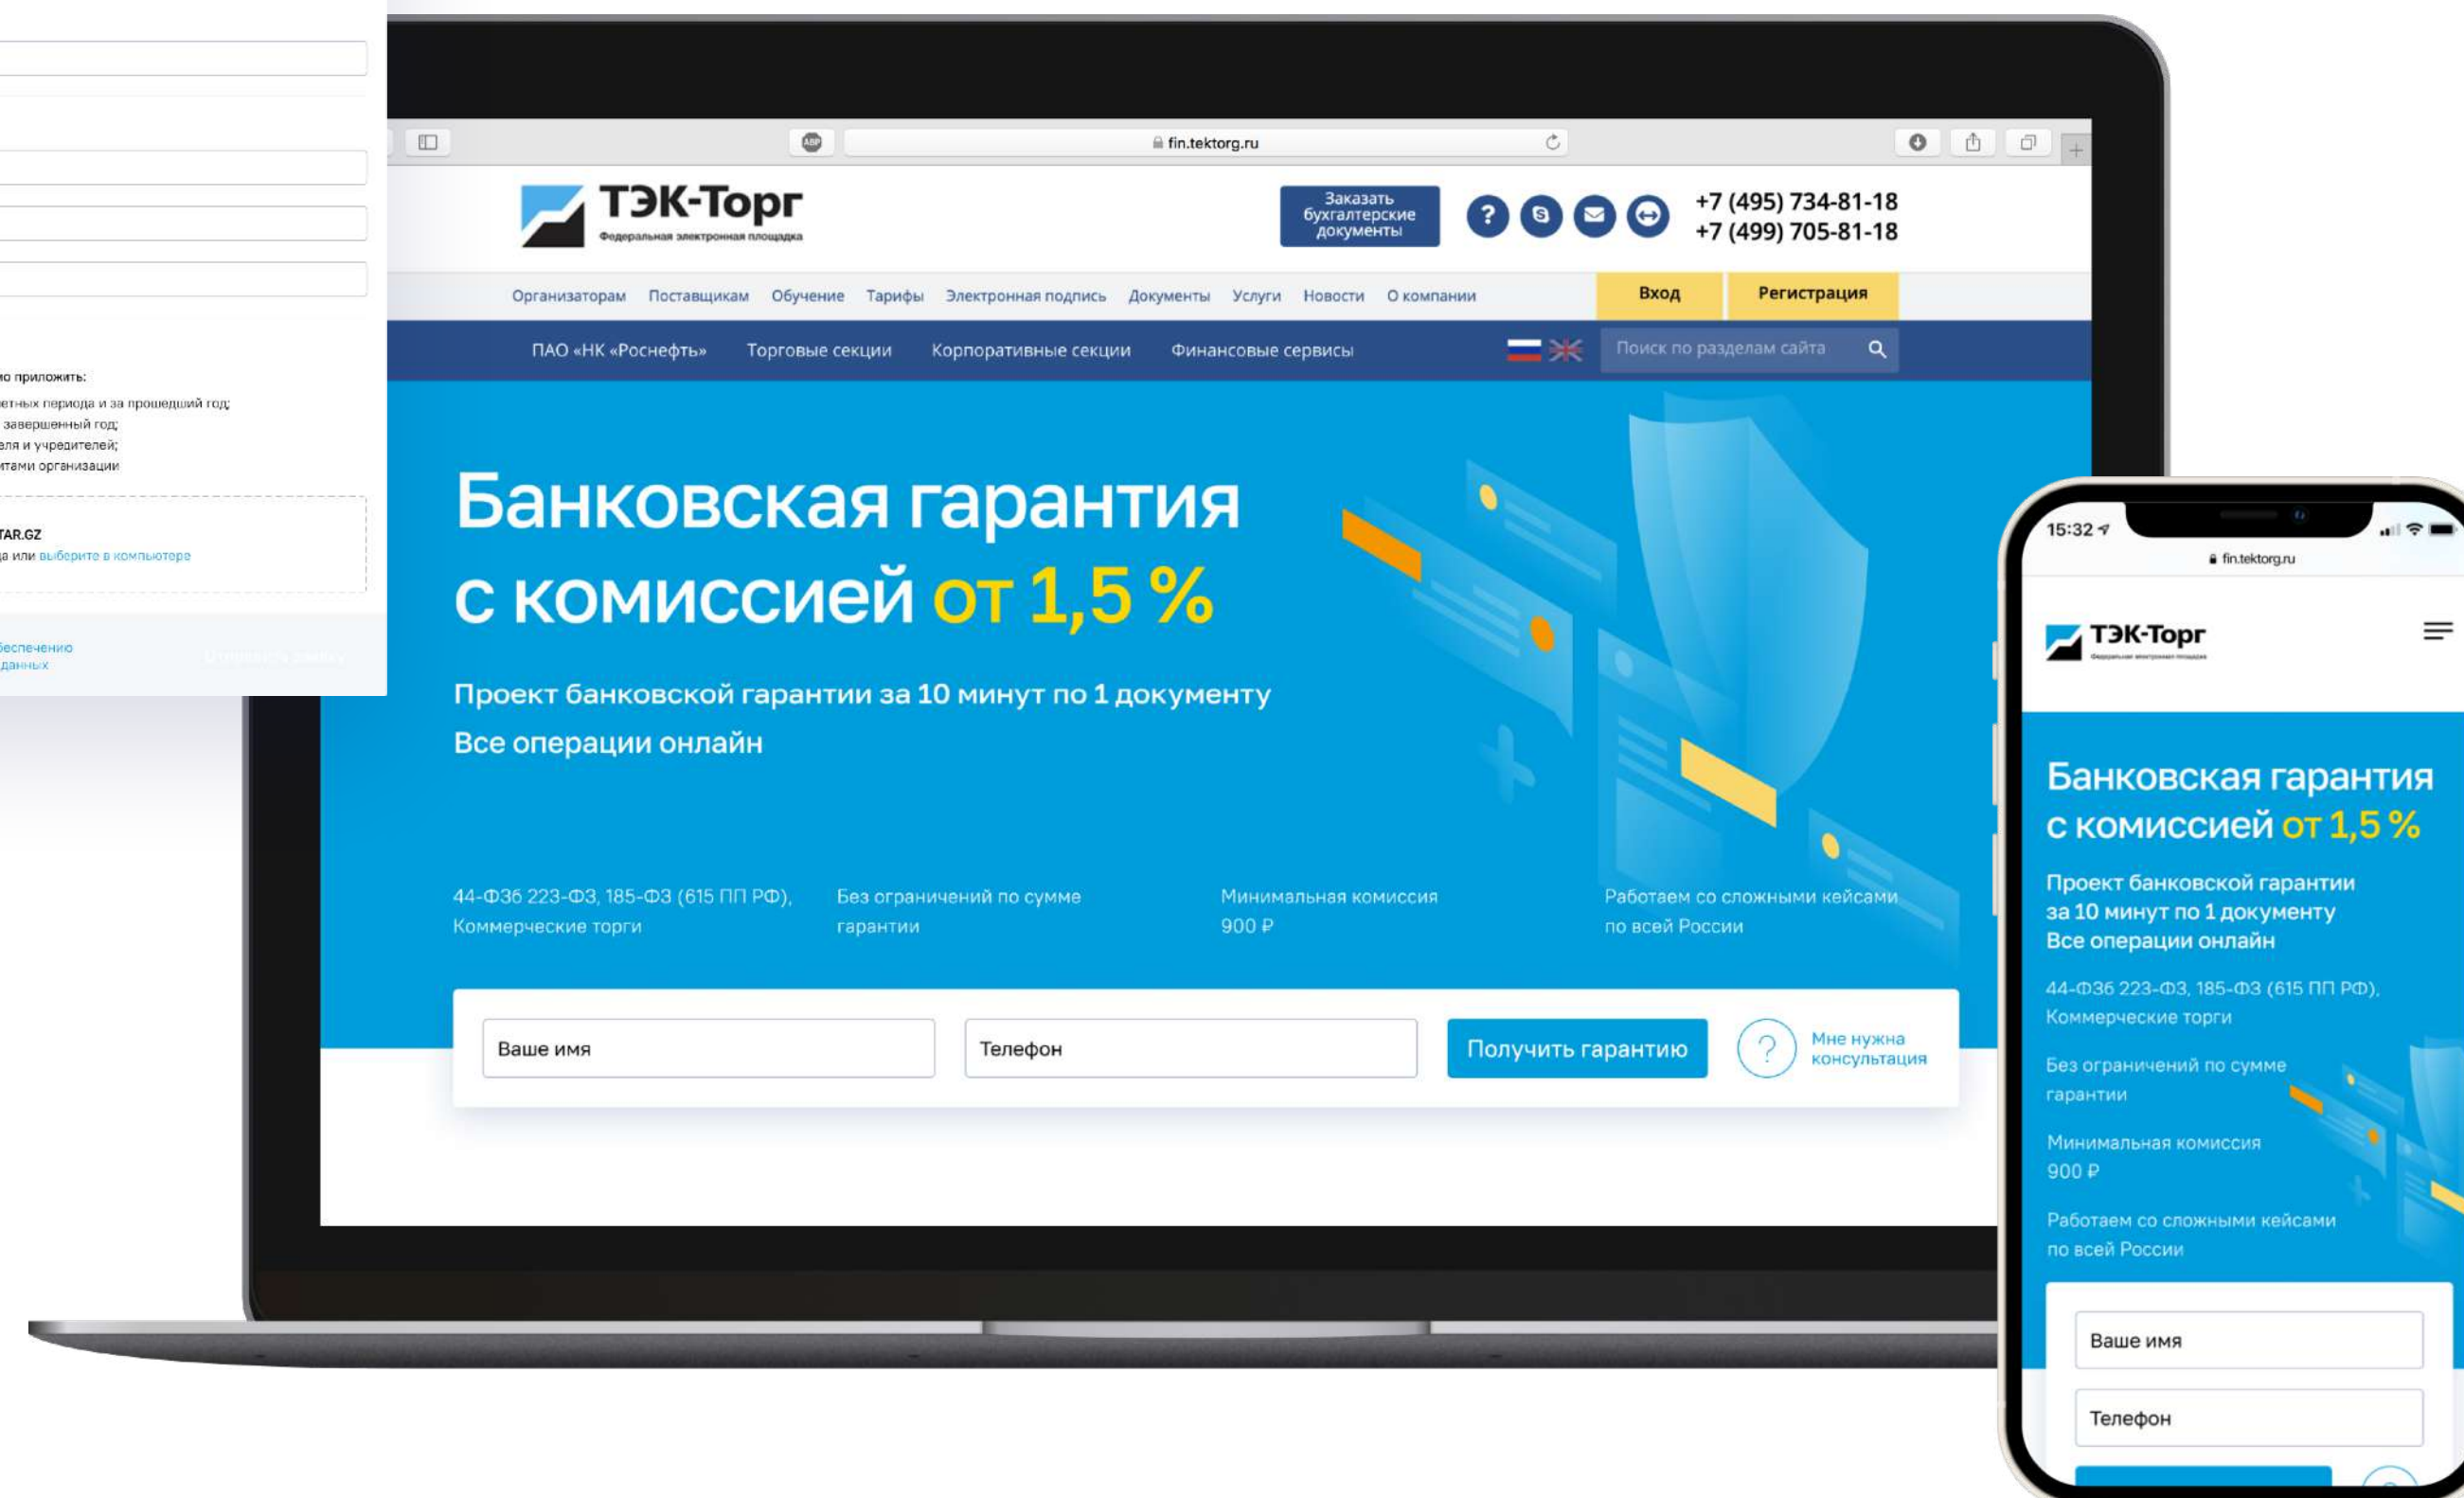 мо приложить:
етных периода и за прошедший год;
завершенный год;
еля и учредителей;
итами организации
TAR.GZ
да или выберите в компьютере
беспечению
данных
ABP
fin.tektorg.ru
ТЭК-Торг
Федеральная электронная площадка
Заказать
бухгалтерские
документы
+7 (495) 734-81-18
+7 (499) 705-81-18
Организаторам Поставщикам Обучение Тарифы Электронная подпись Документы Услуги Новости О компании Вход Регистрация
ПАО «НК «Роснефть» Торговые секции Корпоративные секции Финансовые сервисы Поиск по разделам сайта
Банковская гарантия
с комиссией от 1,5 %
Проект банковской гарантии за 10 минут по 1 документу
Все операции онлайн
44-ФЗб 223-ФЗ, 185-ФЗ (615 ПП РФ),
Коммерческие торги
Без ограничений по сумме
гарантии
Минимальная комиссия
900 ₽
Работаем со сложными кейсами
по всей России
Ваше имя
Телефон
Получить гарантию
?
Мне нужна
консультация
15:32
fin.tektorg.ru
ТЭК-Торг
Федеральная электронная площадка
Банковская гарантия
с комиссией от 1,5 %
Проект банковской гарантии
за 10 минут по 1 документу
Все операции онлайн
44-ФЗб 223-ФЗ, 185-ФЗ (615 ПП РФ),
Коммерческие торги
Без ограничений по сумме
гарантии
Минимальная комиссия
900 ₽
Работаем со сложными кейсами
по всей России
Ваше имя
Телефон